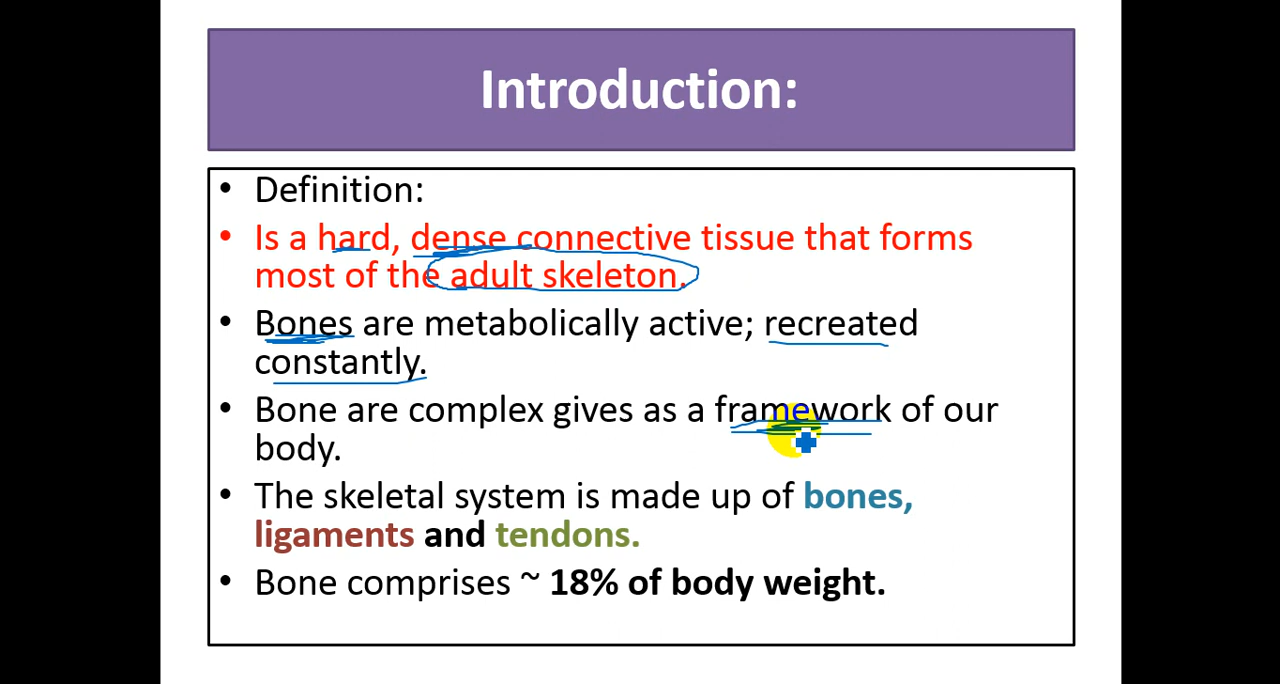 Introduction:
• Definition:
• Is a hard, dense connective tissue that forms
most of the adult skeleton.
• Bones are metabolically active; recreated
constantly.
• Bone are complex gives as a framework of our
body.
• The skeletal system is made up of bones,
ligaments and tendons.
• Bone comprises ~ 18% of body weight.